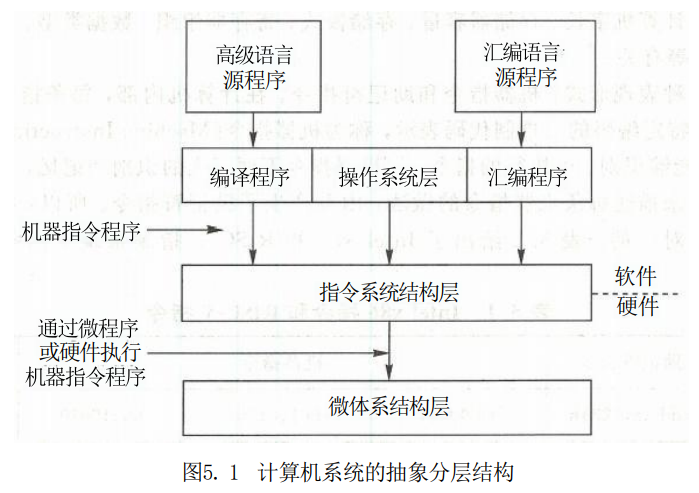 高级语言
源程序
汇编语言
源程序
编译程序
操作系统层
汇编程序
机器指令程序
指令系统结构层
软件
硬件
通过微程序
或硬件执行
机器指令程序
微体系结构层
图5.1 计算机系统的抽象分层结构